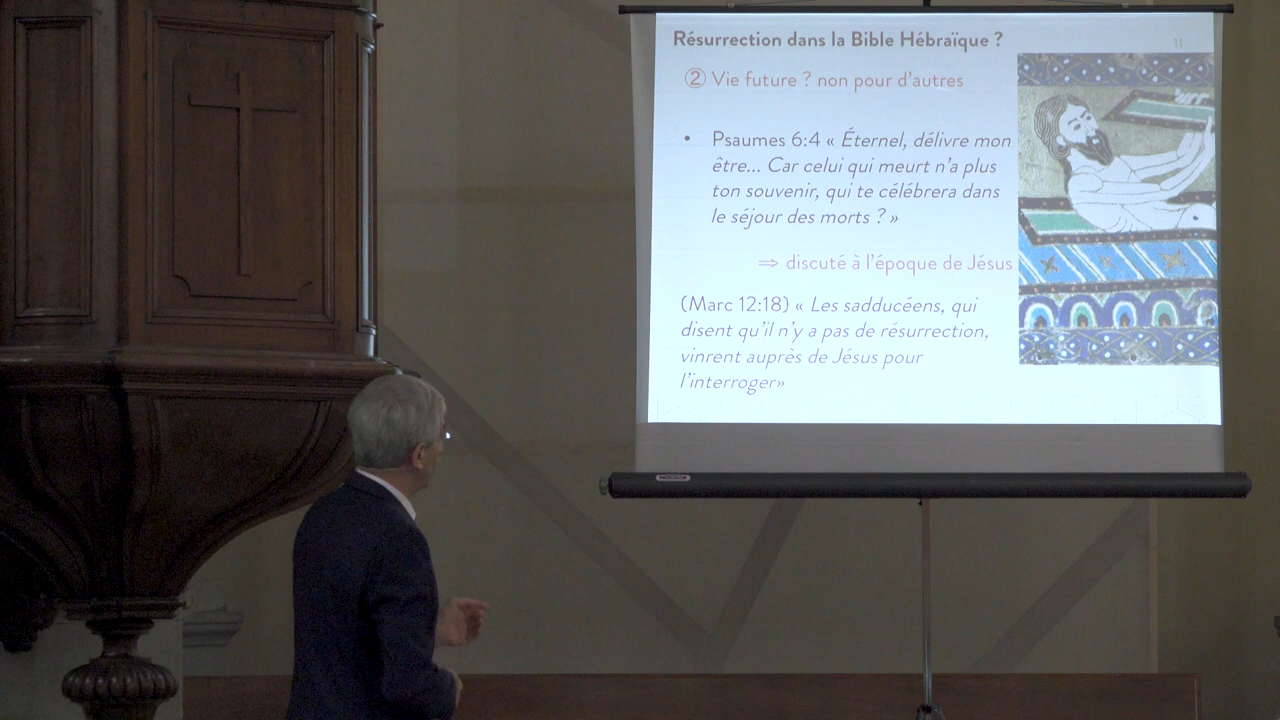 Résurrection dans la Bible Hébraïque ?
11
② Vie future ? non pour d'autres
• Psaumes 6:4 « Éternel, délivre mon
être... Car celui qui meurt n'a plus
ton souvenir, qui te célébrera dans
le séjour des morts ? »
⇒ discuté à l'époque de Jésus
(Marc 12:18) « Les sadducéens, qui
disent qu'il n'y a pas de résurrection,
vinrent auprès de Jésus pour
l'interroger»
PROCOLOR